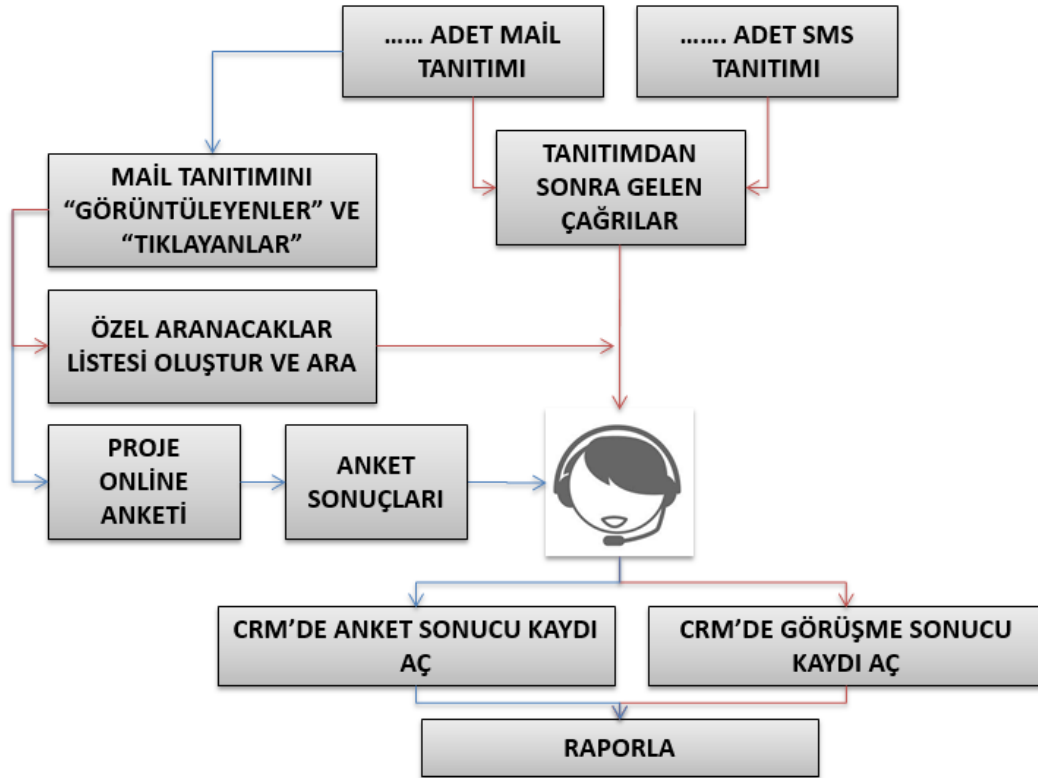 …… ADET MAİL
TANITIMI
……. ADET SMS
TANITIMI
MAİL TANITIMINI
“GÖRÜNTÜLEYENLER” VE
“TIKLAYANLAR”
TANITIMDAN
SONRA GELEN
ÇAĞRILAR
ÖZEL ARANACAKLAR
LİSTESİ OLUŞTUR VE ARA
PROJE
ONLİNE
ANKETİ
ANKET
SONUÇLARI
CRM’DE ANKET SONUCU KAYDI
AÇ
CRM’DE GÖRÜŞME SONUCU
KAYDI AÇ
RAPORLA